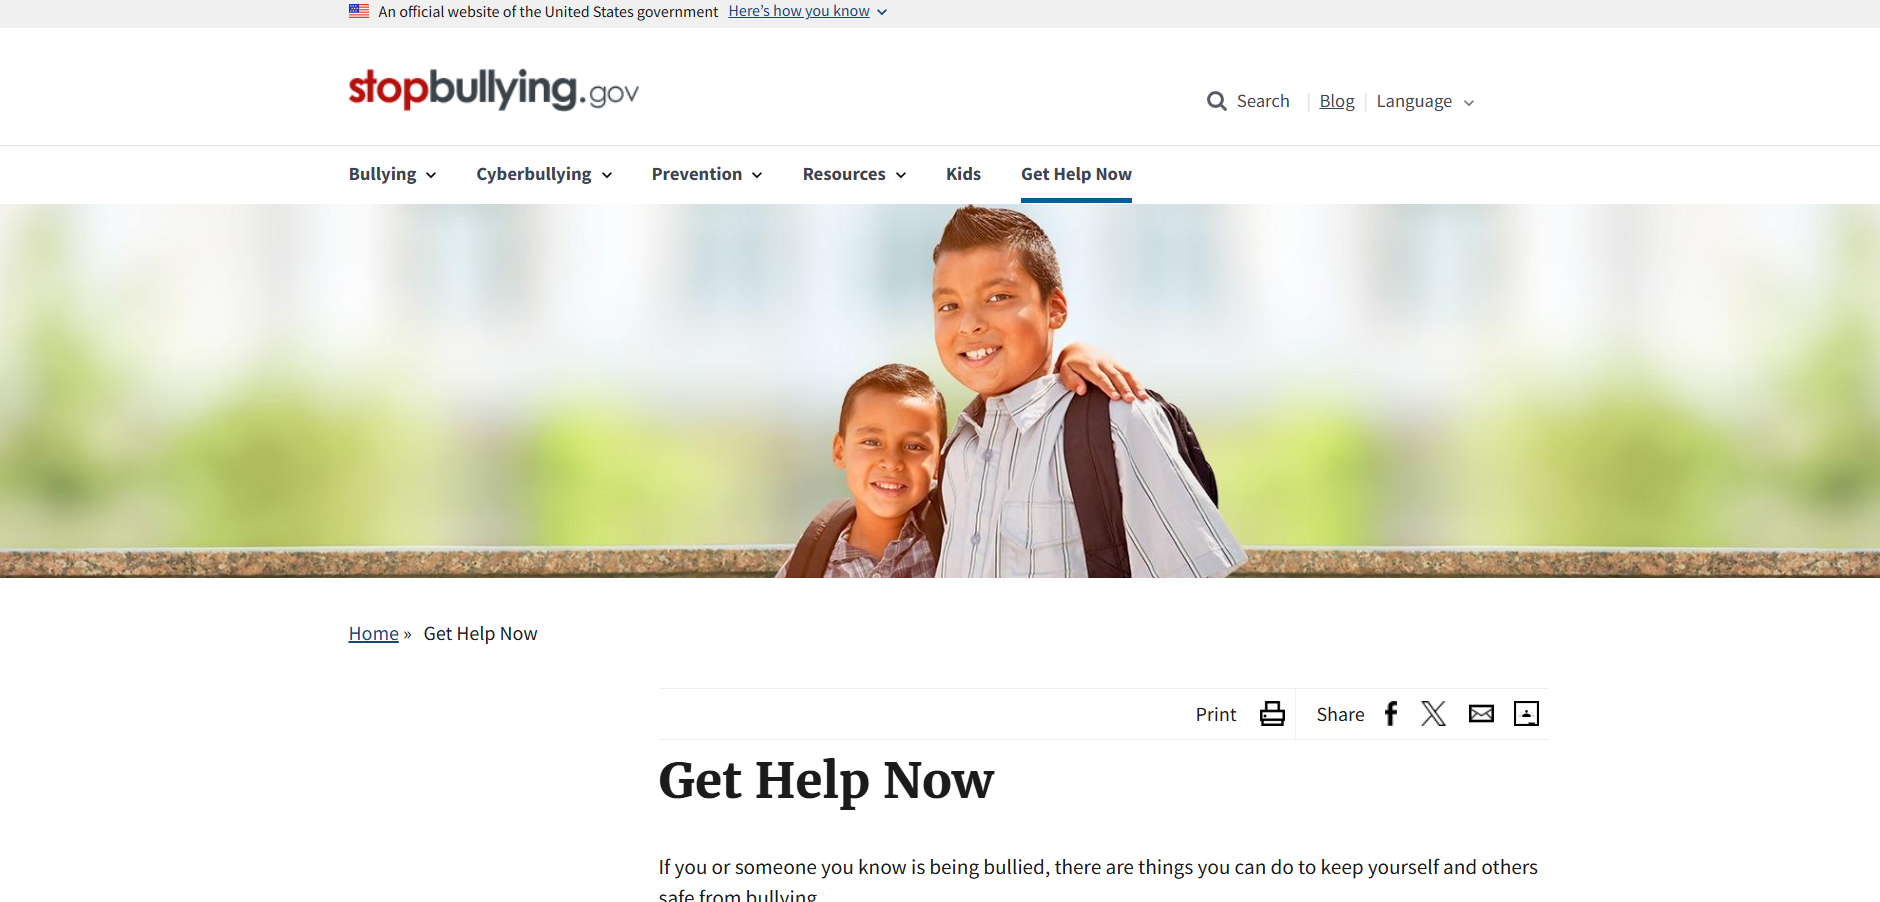 An official website of the United States government Here's how you know
stopbullying.gov
Search Blog Language
Bullying Cyberbullying Prevention Resources Kids Get Help Now
Home » Get Help Now
Print Share
Get Help Now
If you or someone you know is being bullied, there are things you can do to keep yourself and others
safe from bullying.